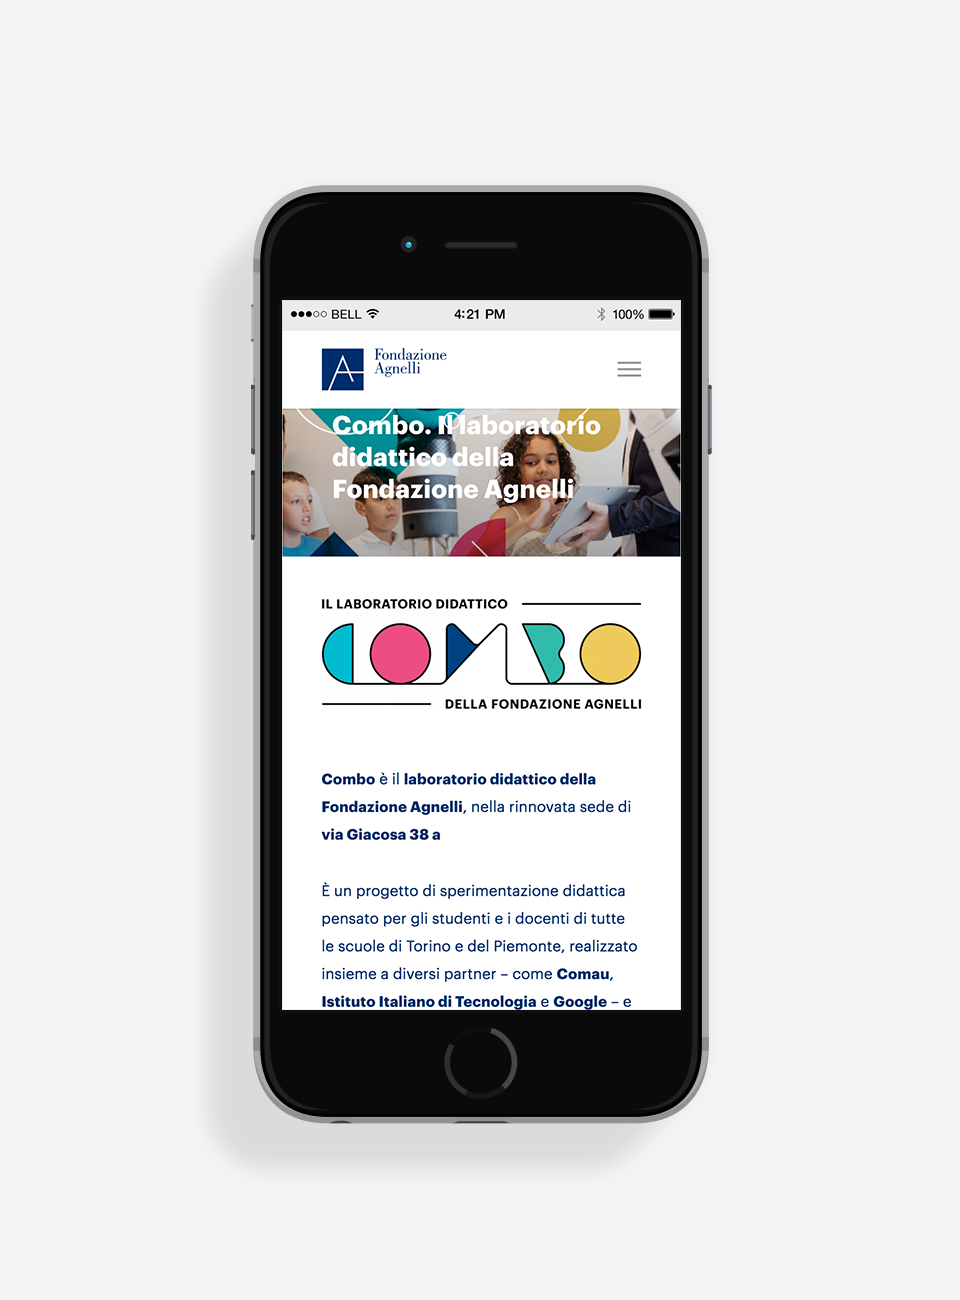 BELL 4:21 PM 100%
Fondazione
Agnelli
Combo. Il laboratorio
didattico della
Fondazione Agnelli
IL LABORATORIO DIDATTICO
COMBO
DELLA FONDAZIONE AGNELLI
Combo è il laboratorio didattico della
Fondazione Agnelli, nella rinnovata sede di
via Giacosa 38 a
È un progetto di sperimentazione didattica
pensato per gli studenti e i docenti di tutte
le scuole di Torino e del Piemonte, realizzato
insieme a diversi partner – come Comau,
Istituto Italiano di Tecnologia e Google – e